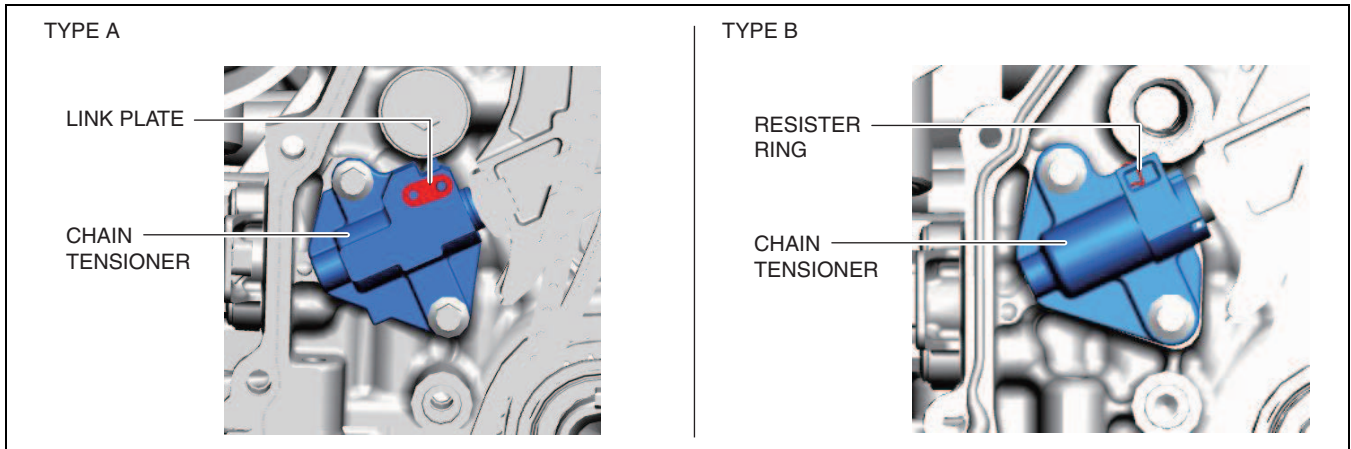 TYPE A
LINK PLATE
CHAIN
TENSIONER
TYPE B
RESISTER
RING
CHAIN
TENSIONER